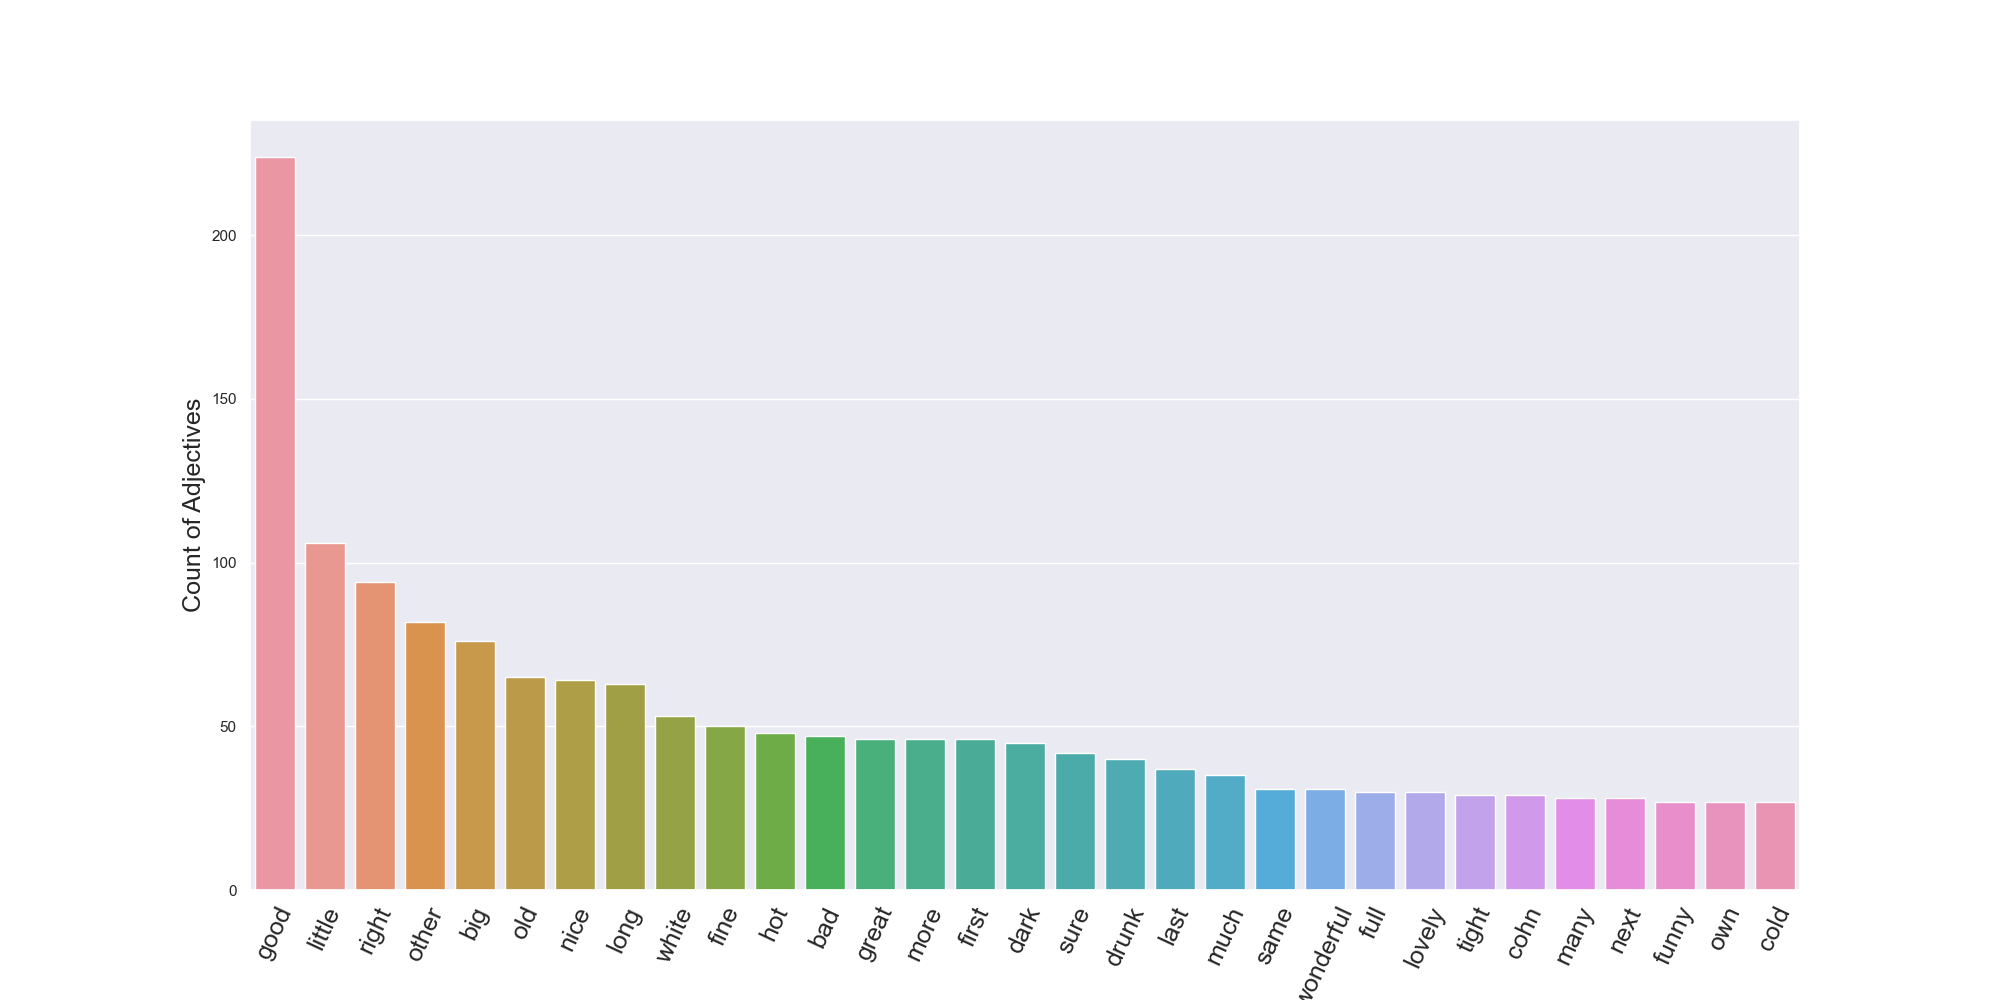 Count of Adjectives
200
150
100
50
0
good
little
right
other
big
old
nice
long
white
fine
hot
bad
great
more
first
dark
sure
drunk
last
much
same
wonderful
full
lovely
tight
cohn
many
next
funny
own
cold